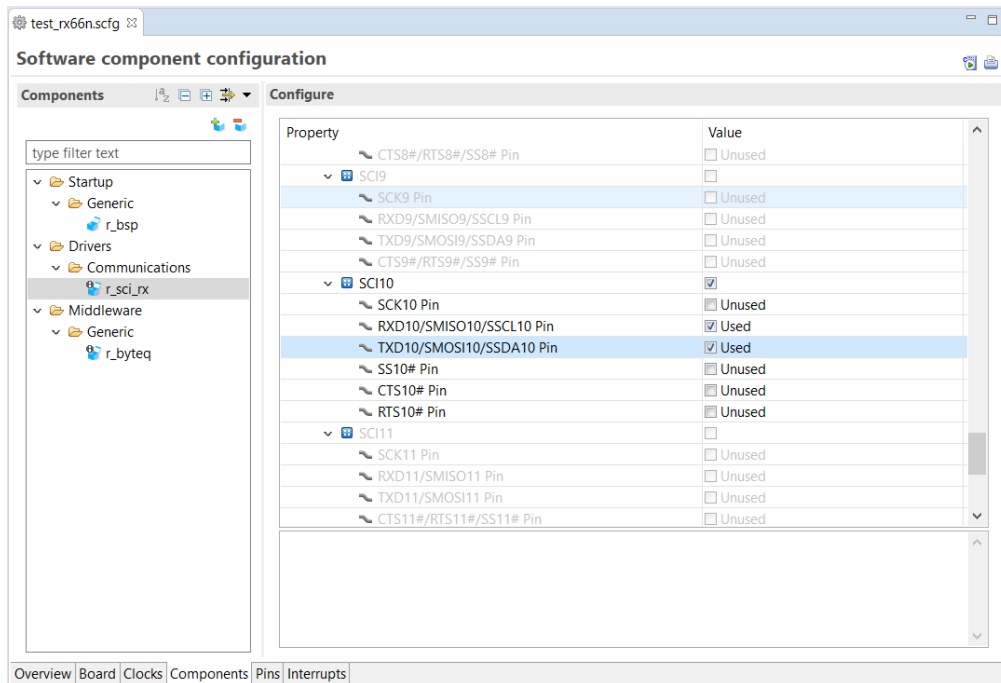 test_rx66n.scfg
Software component configuration
Components
Configure
type filter text
Startup
Generic
r_bsp
Drivers
Communications
r_sci_rx
Middleware
Generic
r_byteq
Property Value
CTS8#/RTS8#/SS8# Pin Unused
SCI9
SCK9 Pin Unused
RXD9/SMISO9/SSCL9 Pin Unused
TXD9/SMOSI9/SSDA9 Pin Unused
CTS9#/RTS9#/SS9# Pin Unused
SCI10
SCK10 Pin Unused
RXD10/SMISO10/SSCL10 Pin Used
TXD10/SMOSI10/SSDA10 Pin Used
SS10# Pin Unused
CTS10# Pin Unused
RTS10# Pin Unused
SCI11
SCK11 Pin Unused
RXD11/SMISO11 Pin Unused
TXD11/SMOSI11 Pin Unused
CTS11#/RTS11#/SS11# Pin Unused
Overview Board Clocks Components Pins Interrupts